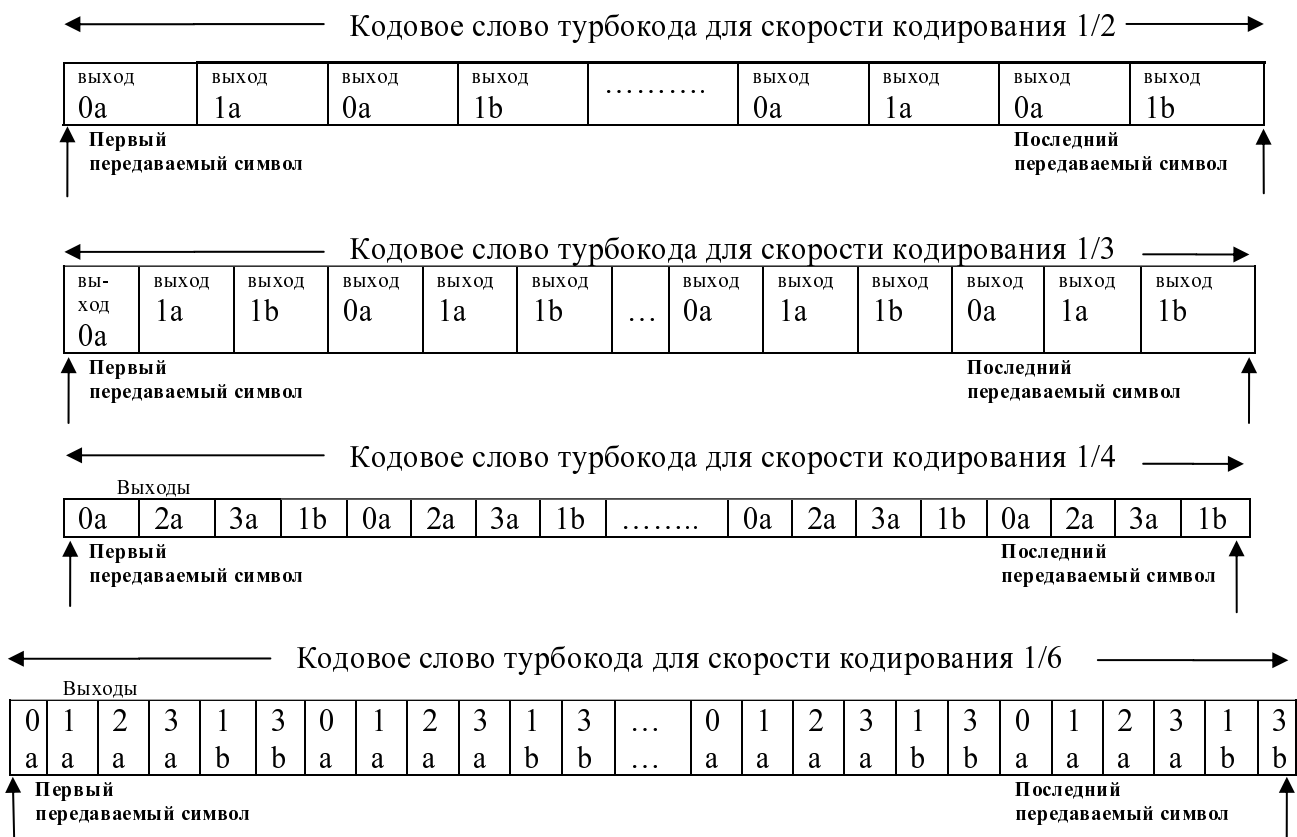 Кодовое слово турбокода для скорости кодирования 1/2
выход выход выход выход ………. выход выход выход выход
0a 1a 0a 1b 0a 1a 0a 1b
Первый Последний
передаваемый символ передаваемый символ
Кодовое слово турбокода для скорости кодирования 1/3
вы- выход выход выход выход выход выход выход выход выход выход выход
ход 1a 1b 0a 1a 1b … 0a 1a 1b 0a 1a 1b
0a
Первый Последний
передаваемый символ передаваемый символ
Кодовое слово турбокода для скорости кодирования 1/4
Выходы
0a 2a 3a 1b 0a 2a 3a 1b …….. 0a 2a 3a 1b 0a 2a 3a 1b
Первый Последний
передаваемый символ передаваемый символ
Кодовое слово турбокода для скорости кодирования 1/6
Выходы
0 1 2 3 1 3 0 1 2 3 1 3 … 0 1 2 3 1 3 0 1 2 3 1 3
a a a a b b a a a a b b … a a a a b b a a a a b b
Первый Последний
передаваемый символ передаваемый символ